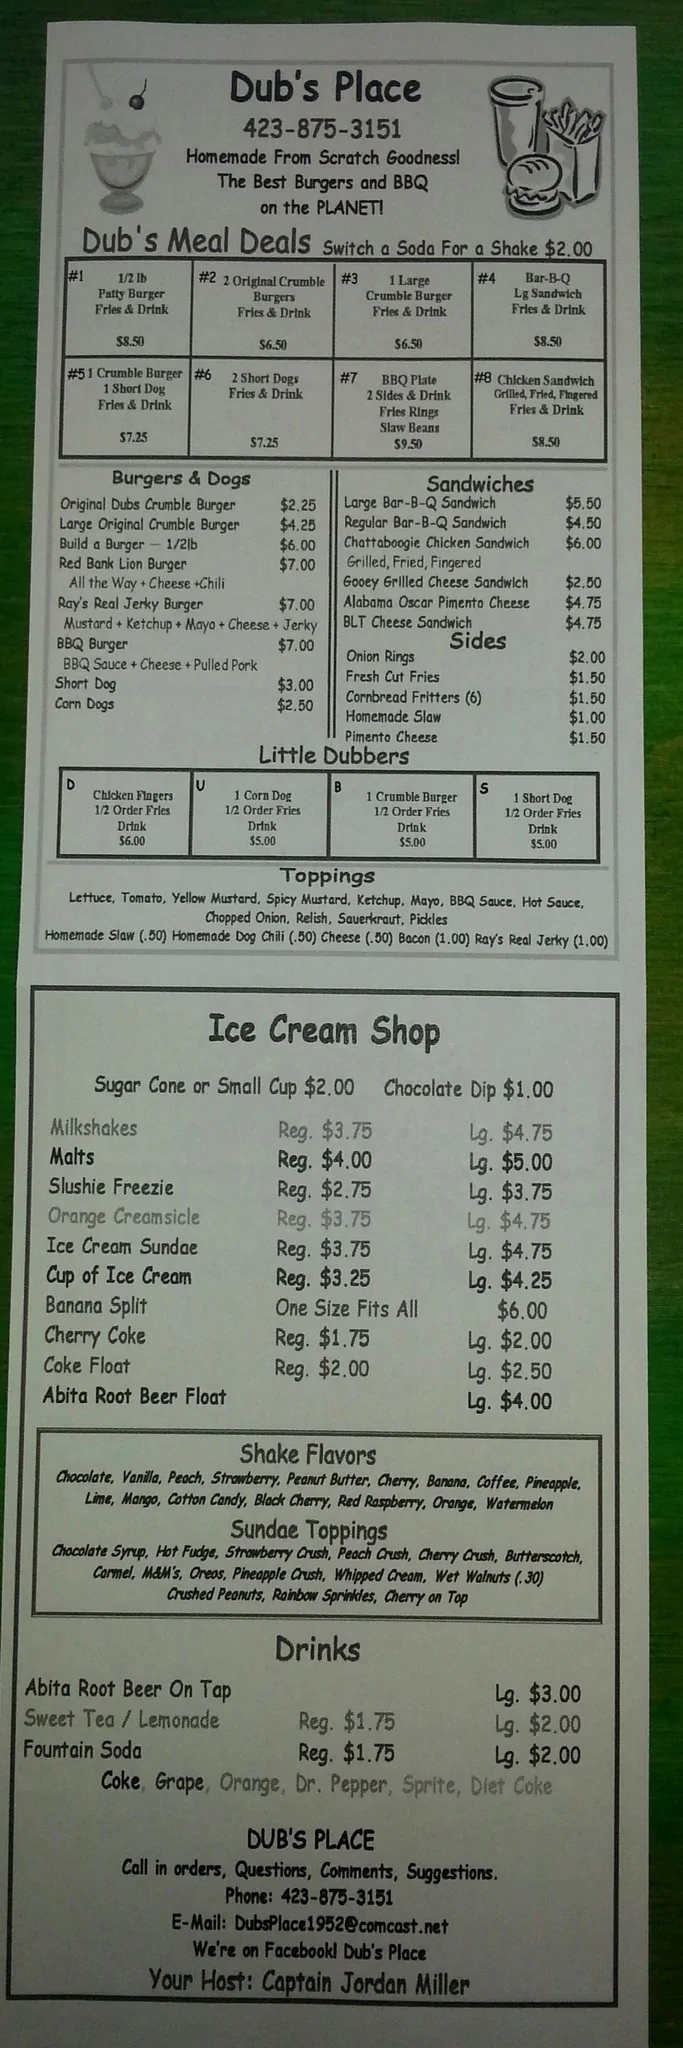 Dub's Place
423-875-3151
Homemade From Scratch Goodness!
The Best Burgers and BBQ
on the PLANET!
Dub's Meal Deals Switch a Soda For a Shake $2.00
#1 1/2 lb
Patty Burger
Fries & Drink
$8.50
#2 2 Original Crumble
Burgers
Fries & Drink
$6.50
#3 1 Large
Crumble Burger
Fries & Drink
$6.50
#4 Bar-B-Q
Lg Sandwich
Fries & Drink
$8.50
#5 1 Crumble Burger
1 Short Dog
Fries & Drink
$7.25
#6 2 Short Dogs
Fries & Drink
$7.25
#7 BBQ Plate
2 Sides & Drink
Fries Rings
Slaw Beans
$9.50
#8 Chicken Sandwich
Grilled, Fried, Fingered
Fries & Drink
$8.50
Burgers & Dogs
Original Dubs Crumble Burger $2.25
Large Original Crumble Burger $4.25
Build a Burger — 1/2lb $6.00
Red Bank Lion Burger $7.00
All the Way + Cheese +Chili
Ray's Real Jerky Burger $7.00
Mustard + Ketchup + Mayo + Cheese + Jerky
BBQ Burger $7.00
BBQ Sauce + Cheese + Pulled Pork
Short Dog $3.00
Corn Dogs $2.50
Sandwiches
Large Bar-B-Q Sandwich $5.50
Regular Bar-B-Q Sandwich $4.50
Chattaboogie Chicken Sandwich $6.00
Grilled, Fried, Fingered
Gooey Grilled Cheese Sandwich $2.50
Alabama Oscar Pimento Cheese $4.75
BLT Cheese Sandwich $4.75
Sides
Onion Rings $2.00
Fresh Cut Fries $1.50
Cornbread Fritters (6) $1.50
Homemade Slaw $1.00
Pimento Cheese $1.50
Little Dubbers
D Chicken Fingers
1/2 Order Fries
Drink
$6.00
U 1 Corn Dog
1/2 Order Fries
Drink
$5.00
B 1 Crumble Burger
1/2 Order Fries
Drink
$5.00
S 1 Short Dog
1/2 Order Fries
Drink
$5.00
Toppings
Lettuce, Tomato, Yellow Mustard, Spicy Mustard, Ketchup, Mayo, BBQ Sauce, Hot Sauce,
Chopped Onion, Relish, Sauerkraut, Pickles
Homemade Slaw (.50) Homemade Dog Chili (.50) Cheese (.50) Bacon (1.00) Ray's Real Jerky (1.00)
Ice Cream Shop
Sugar Cone or Small Cup $2.00 Chocolate Dip $1.00
Milkshakes Reg. $3.75 Lg. $4.75
Malts Reg. $4.00 Lg. $5.00
Slushie Freezie Reg. $2.75 Lg. $3.75
Orange Creamsicle Reg. $3.75 Lg. $4.75
Ice Cream Sundae Reg. $3.75 Lg. $4.75
Cup of Ice Cream Reg. $3.25 Lg. $4.25
Banana Split One Size Fits All $6.00
Cherry Coke Reg. $1.75 Lg. $2.00
Coke Float Reg. $2.00 Lg. $2.50
Abita Root Beer Float Lg. $4.00
Shake Flavors
Chocolate, Vanilla, Peach, Strawberry, Peanut Butter, Cherry, Banana, Coffee, Pineapple,
Lime, Mango, Cotton Candy, Black Cherry, Red Raspberry, Orange, Watermelon
Sundae Toppings
Chocolate Syrup, Hot Fudge, Strawberry Crush, Peach Crush, Cherry Crush, Butterscotch,
Carmel, M&M's, Oreos, Pineapple Crush, Whipped Cream, Wet Walnuts (.30)
Crushed Peanuts, Rainbow Sprinkles, Cherry on Top
Drinks
Abita Root Beer On Tap Lg. $3.00
Sweet Tea / Lemonade Reg. $1.75 Lg. $2.00
Fountain Soda Reg. $1.75 Lg. $2.00
Coke, Grape, Orange, Dr. Pepper, Sprite, Diet Coke
DUB'S PLACE
Call in orders, Questions, Comments, Suggestions.
Phone: 423-875-3151
E-Mail: DubsPlace1952@comcast.net
We're on Facebook! Dub's Place
Your Host: Captain Jordan Miller